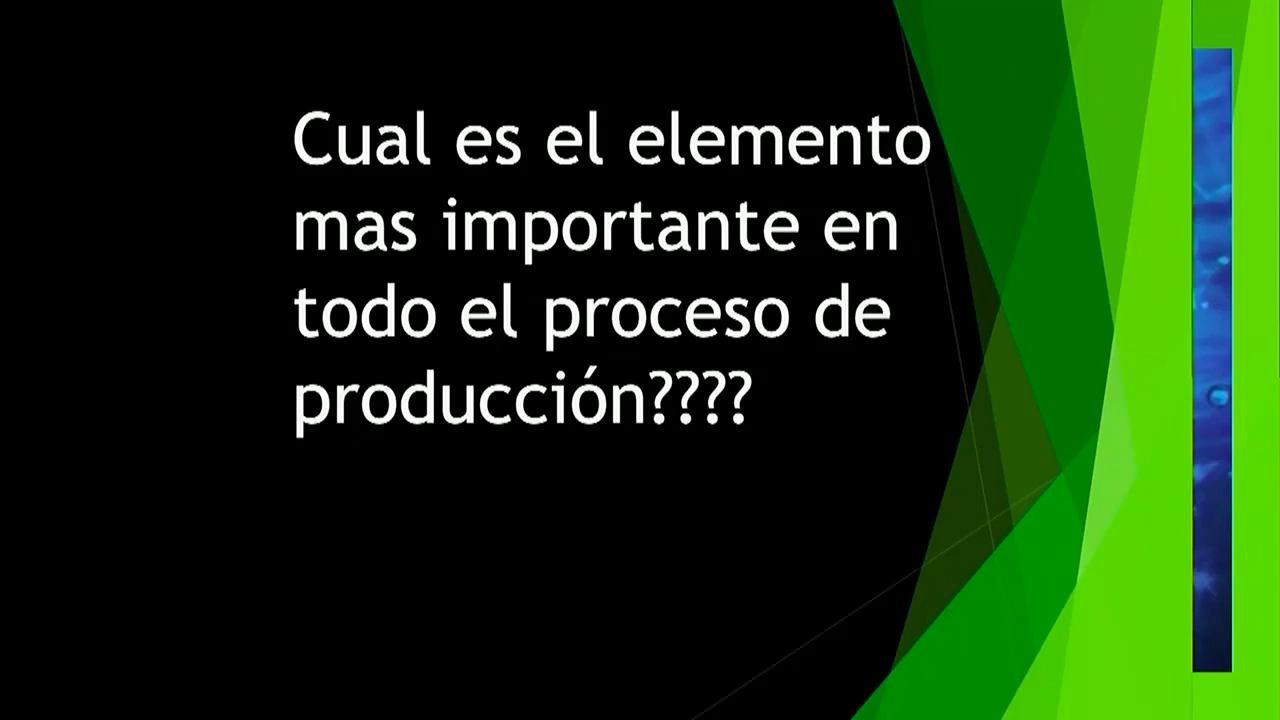 Cual es el elemento
mas importante en
todo el proceso de
producción????